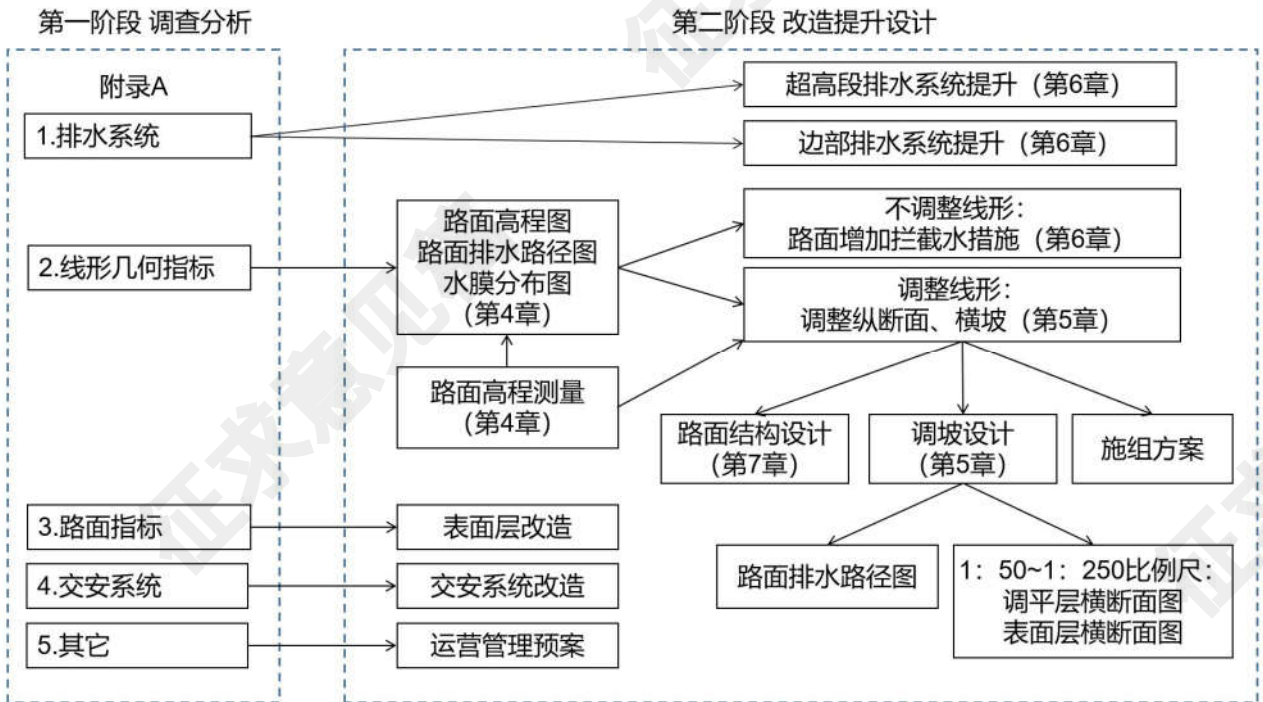 第一阶段 调查分析
第二阶段 改造提升设计
附录A
1.排水系统
2.线形几何指标
3.路面指标
4.交安系统
5.其它
超高段排水系统提升（第6章）
边部排水系统提升（第6章）
路面高程图
路面排水路径图
水膜分布图
（第4章）
路面高程测量
（第4章）
不调整线形：
路面增加拦截水措施（第6章）
调整线形：
调整纵断面、横坡（第5章）
路面结构设计
（第7章）
调坡设计
（第5章）
施组方案
表面层改造
交安系统改造
运营管理预案
路面排水路径图
1：50~1：250比例尺：
调平层横断面图
表面层横断面图
征求意见稿